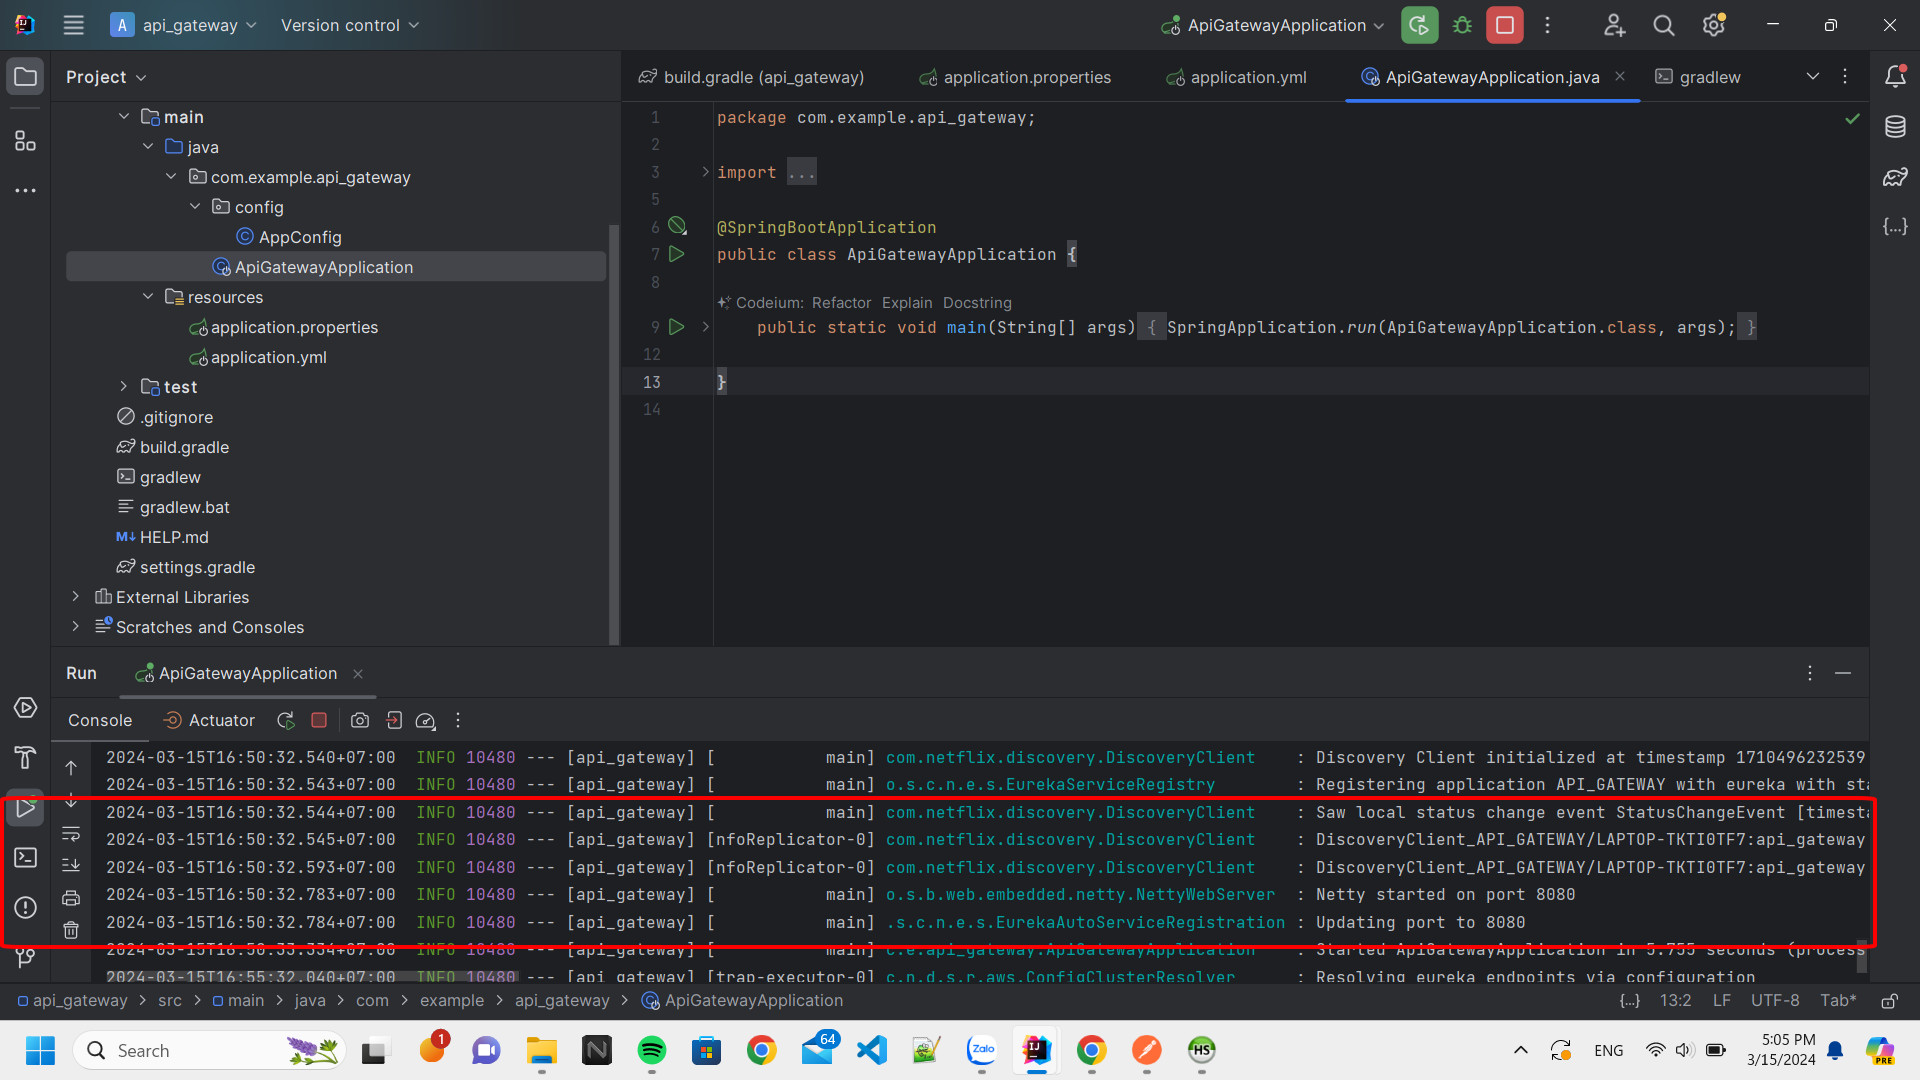 api_gateway
Version control
ApiGatewayApplication
Project
build.gradle (api_gateway)
application.properties
application.yml
ApiGatewayApplication.java
gradlew
main
java
com.example.api_gateway
config
AppConfig
ApiGatewayApplication
resources
application.properties
application.yml
test
.gitignore
build.gradle
gradlew
gradlew.bat
HELP.md
settings.gradle
External Libraries
Scratches and Consoles
1 package com.example.api_gateway;
2
3 import ...
5
6 @SpringBootApplication
7 public class ApiGatewayApplication {
8
Codeium: Refactor Explain Docstring
9 public static void main(String[] args) { SpringApplication.run(ApiGatewayApplication.class, args); }
12
13 }
14
Run
ApiGatewayApplication
Console
Actuator
2024-03-15T16:50:32.540+07:00 INFO 10480 --- [api_gateway] [ main] com.netflix.discovery.DiscoveryClient : Discovery Client initialized at timestamp 1710496232539
2024-03-15T16:50:32.543+07:00 INFO 10480 --- [api_gateway] [ main] o.s.c.n.e.s.EurekaServiceRegistry : Registering application API_GATEWAY with eureka with sta
2024-03-15T16:50:32.544+07:00 INFO 10480 --- [api_gateway] [ main] com.netflix.discovery.DiscoveryClient : Saw local status change event StatusChangeEvent [timesta
2024-03-15T16:50:32.545+07:00 INFO 10480 --- [api_gateway] [nfoReplicator-0] com.netflix.discovery.DiscoveryClient : DiscoveryClient_API_GATEWAY/LAPTOP-TKTI0TF7:api_gateway
2024-03-15T16:50:32.593+07:00 INFO 10480 --- [api_gateway] [nfoReplicator-0] com.netflix.discovery.DiscoveryClient : DiscoveryClient_API_GATEWAY/LAPTOP-TKTI0TF7:api_gateway
2024-03-15T16:50:32.783+07:00 INFO 10480 --- [api_gateway] [ main] o.s.b.web.embedded.netty.NettyWebServer : Netty started on port 8080
2024-03-15T16:50:32.784+07:00 INFO 10480 --- [api_gateway] [ main] .s.c.n.e.s.EurekaAutoServiceRegistration : Updating port to 8080
2024-03-15T16:50:33.334+07:00 INFO 10480 --- [api_gateway] [ main] c.e.api_gateway.ApiGatewayApplication : Started ApiGatewayApplication in 5.755 seconds (process
2024-03-15T16:55:32.040+07:00 INFO 10480 --- [api_gateway] [trap-executor-0] c.n.d.s.r.aws.ConfigClusterResolver : Resolving eureka endpoints via configuration
api_gateway > src > main > java > com > example > api_gateway > ApiGatewayApplication
{...} 13:2 LF UTF-8 Tab*
Search
1
64
Zalo
HS
ENG
5:05 PM
3/15/2024
PRE